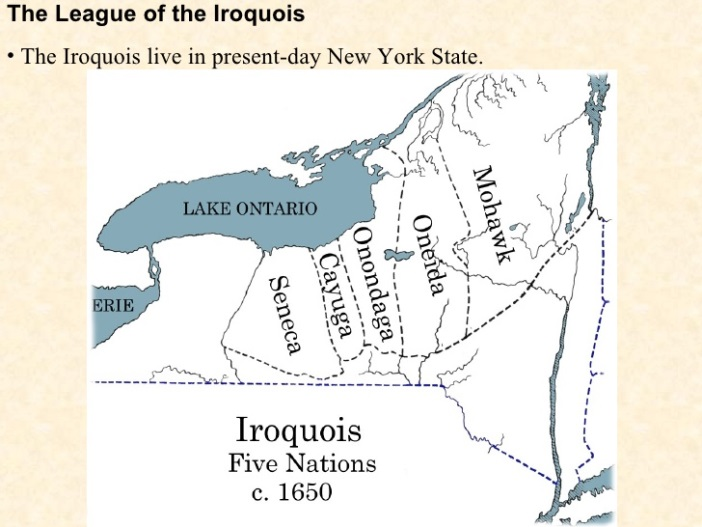 The League of the Iroquois
• The Iroquois live in present-day New York State.
LAKE ONTARIO
Mohawk
Oneida
Onondaga
Cayuga
Seneca
ERIE
Iroquois
Five Nations
c. 1650